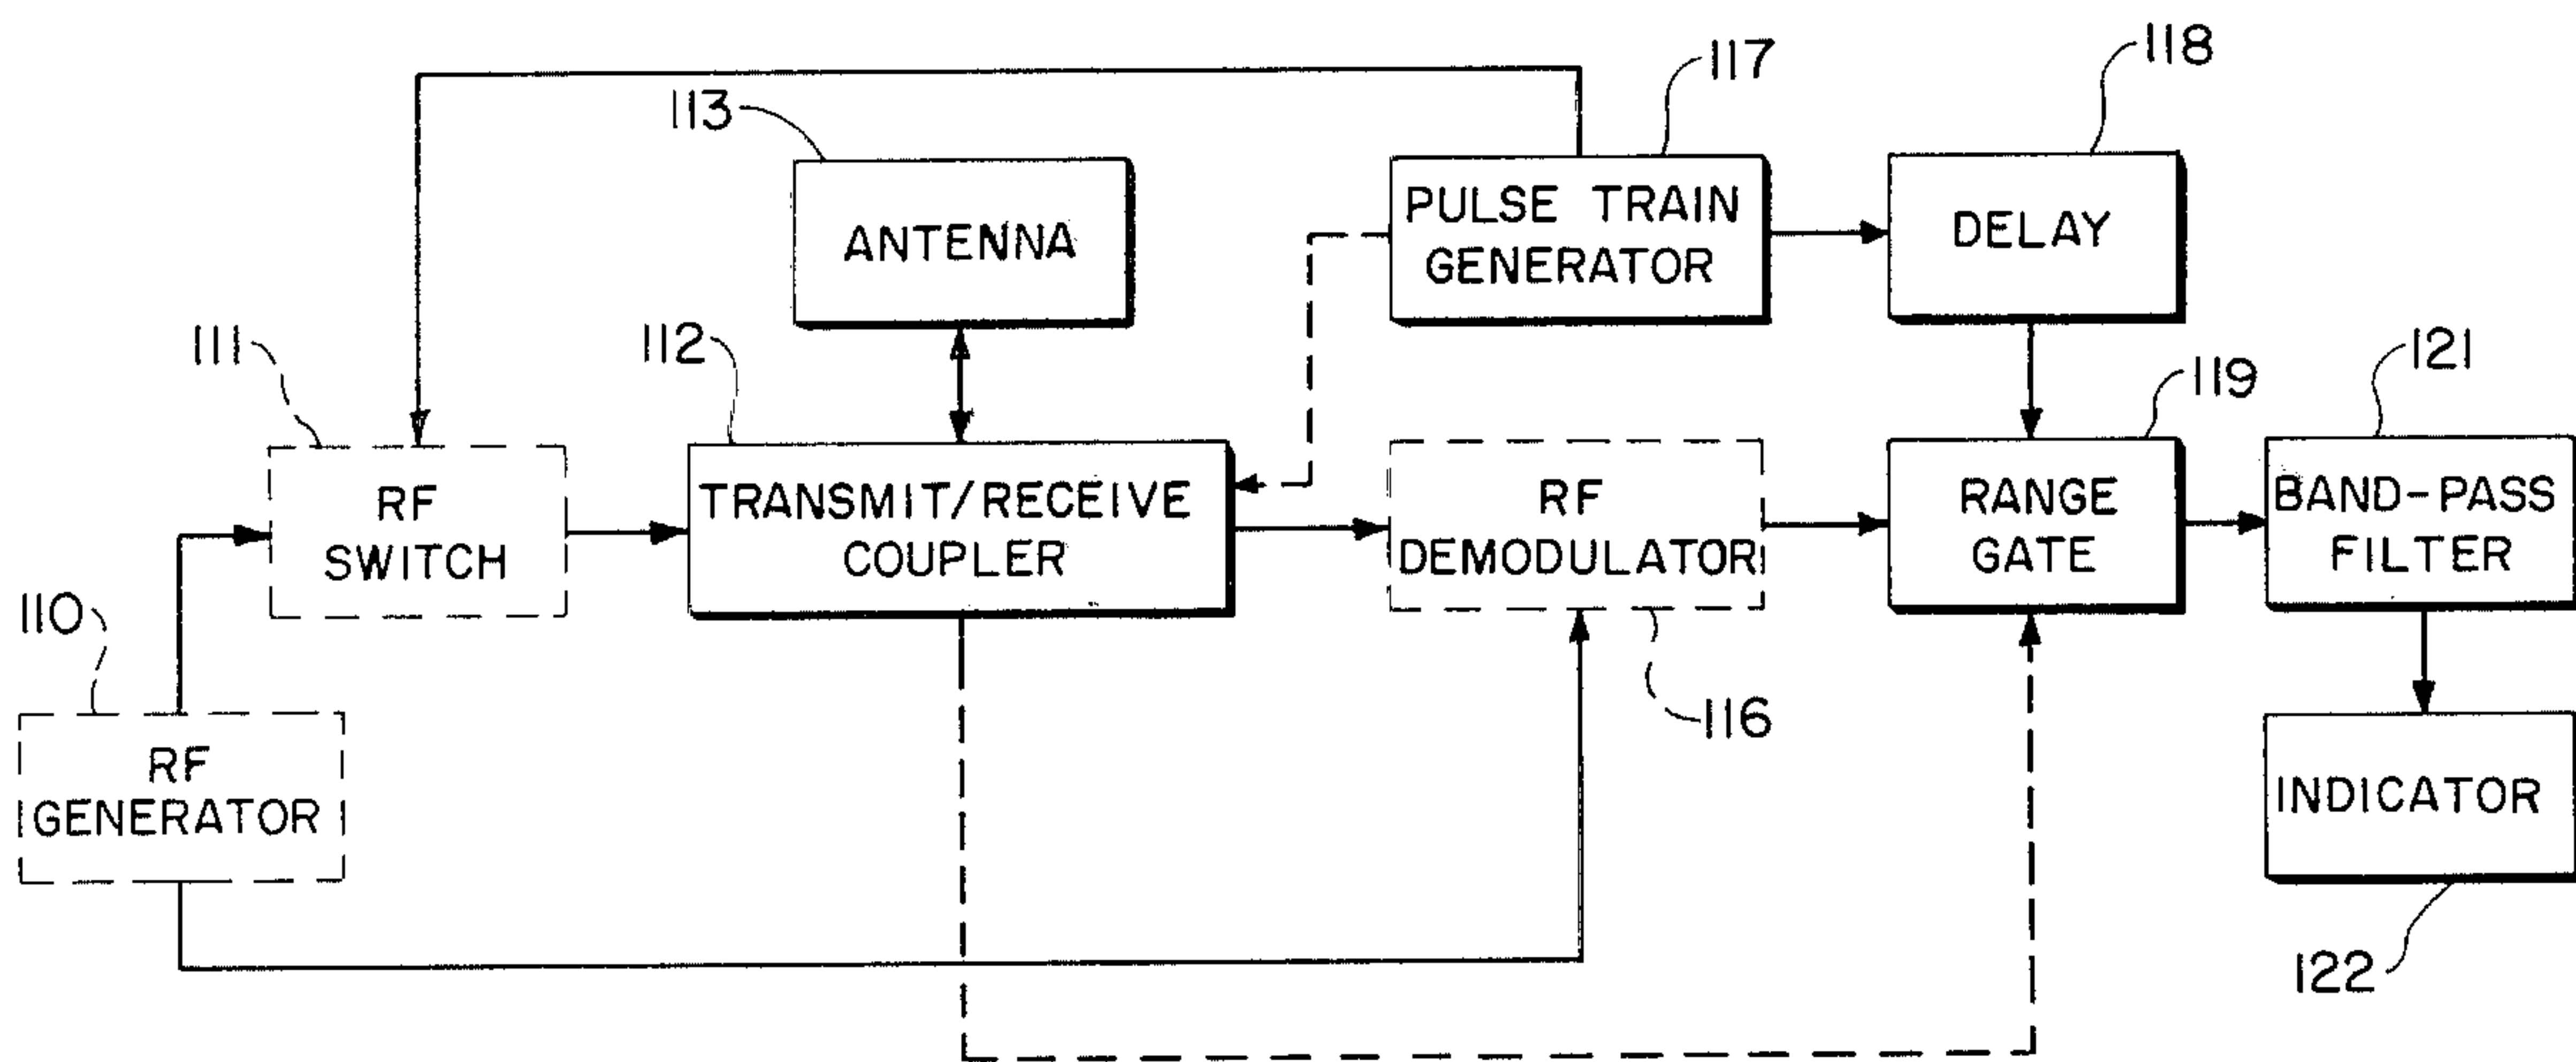 118
117
113
PULSE TRAIN
GENERATOR
DELAY
ANTENNA
111
112
121
119
RF
SWITCH
TRANSMIT/RECEIVE
COUPLER
RF
DEMODULATOR
RANGE
GATE
BAND-PASS
FILTER
110
116
RF
GENERATOR
INDICATOR
122